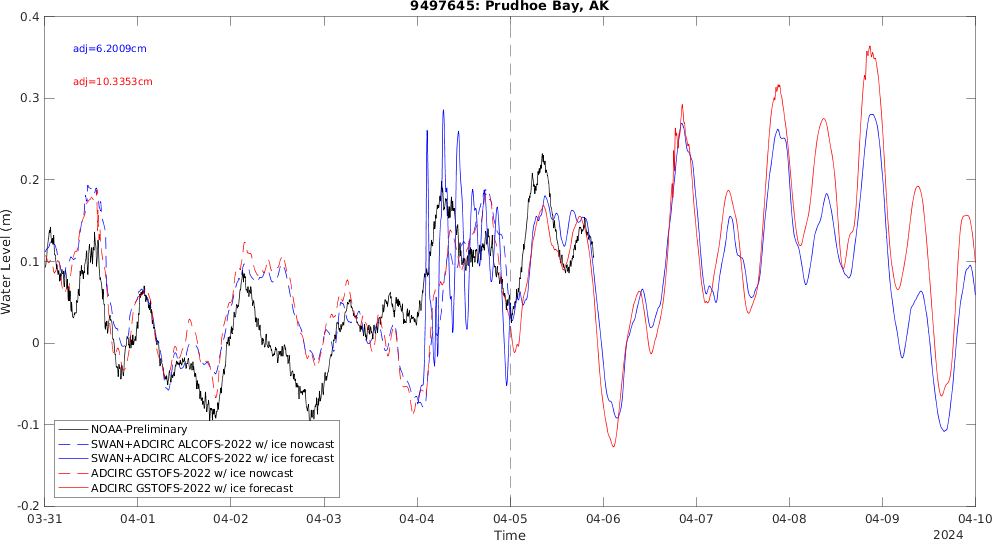 9497645: Prudhoe Bay, AK
adj=6.2009cm
adj=10.3353cm
Water Level (m)
0.4
0.3
0.2
0.1
0
-0.1
-0.2
NOAA-Preliminary
SWAN+ADCIRC ALCOFS-2022 w/ ice nowcast
SWAN+ADCIRC ALCOFS-2022 w/ ice forecast
ADCIRC GSTOFS-2022 w/ ice nowcast
ADCIRC GSTOFS-2022 w/ ice forecast
03-31 04-01 04-02 04-03 04-04 04-05 04-06 04-07 04-08 04-09 04-10
Time
2024